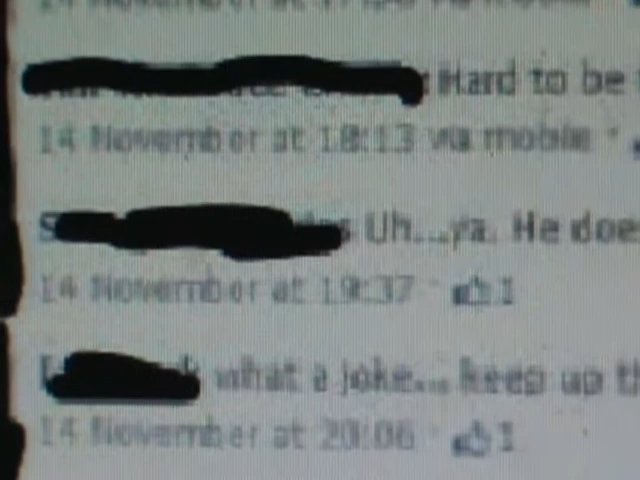 Hard to be
14 November at 18:13 via mobile
Uh...ya. He doe
14 November at 19:37 · 1
what a joke... keep up th
14 November at 20:06 · 1